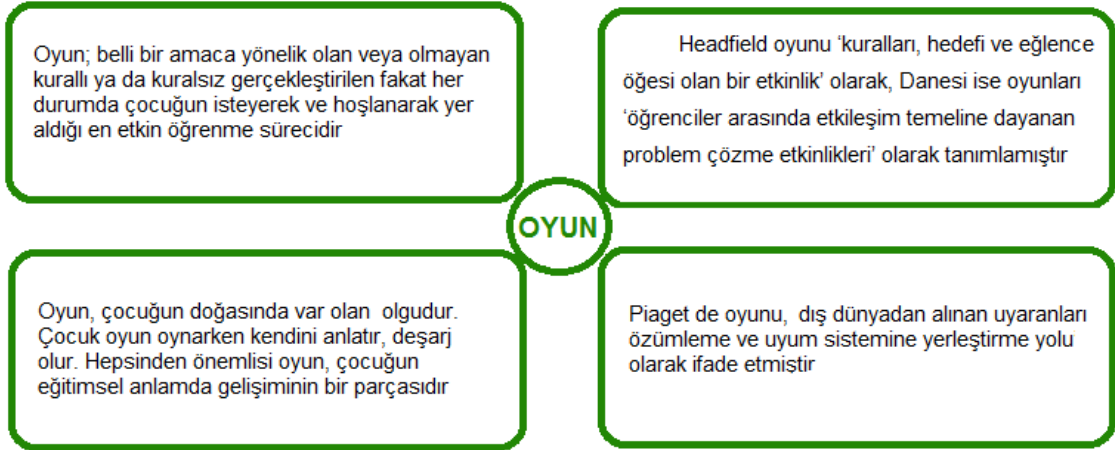 Oyun; belli bir amaca yönelik olan veya olmayan
kurallı ya da kuralsız gerçekleştirilen fakat her
durumda çocuğun isteyerek ve hoşlanarak yer
aldığı en etkin öğrenme sürecidir
Headfield oyunu ‘kuralları, hedefi ve eğlence
öğesi olan bir etkinlik’ olarak, Danesi ise oyunları
‘öğrenciler arasında etkileşim temeline dayanan
problem çözme etkinlikleri’ olarak tanımlamıştır
OYUN
Oyun, çocuğun doğasında var olan olgudur.
Çocuk oyun oynarken kendini anlatır, deşarj
olur. Hepsinden önemlisi oyun, çocuğun
eğitimsel anlamda gelişiminin bir parçasıdır
Piaget de oyunu, dış dünyadan alınan uyaranları
özümleme ve uyum sistemine yerleştirme yolu
olarak ifade etmiştir